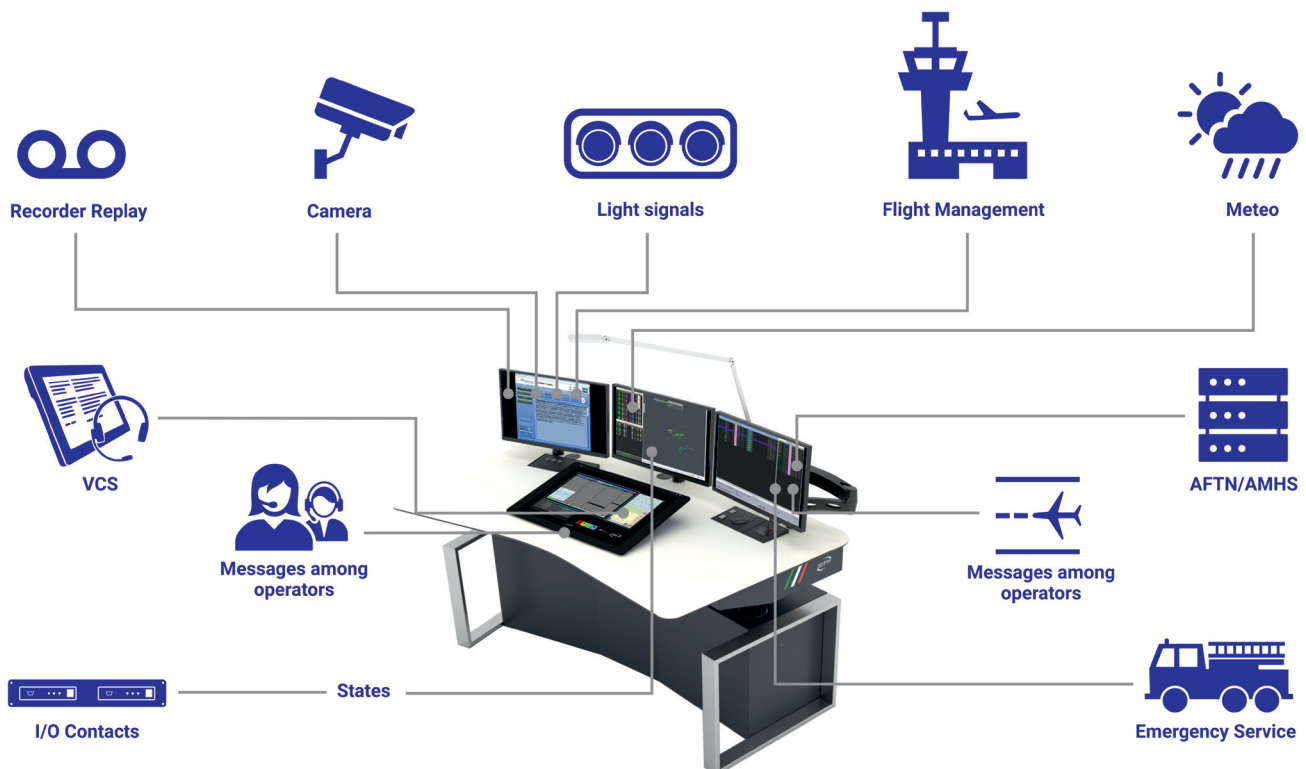 Recorder Replay
Camera
Light signals
Flight Management
Meteo
VCS
AFTN/AMHS
Messages among
operators
Messages among
operators
States
I/O Contacts
Emergency Service